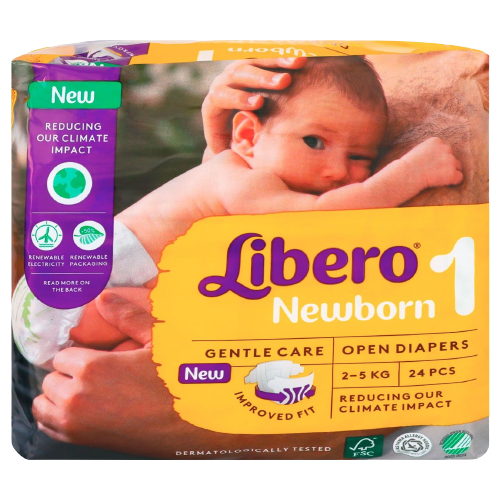 New
REDUCING
OUR CLIMATE
IMPACT
RENEWABLE
ELECTRICITY
>50%
RENEWABLE
PACKAGING
READ MORE ON
THE BACK
Libero®
Newborn
1
GENTLE CARE
OPEN DIAPERS
New
IMPROVED FIT
2–5 KG
24 PCS
REDUCING OUR
CLIMATE IMPACT
DERMATOLOGICALLY TESTED
FSC